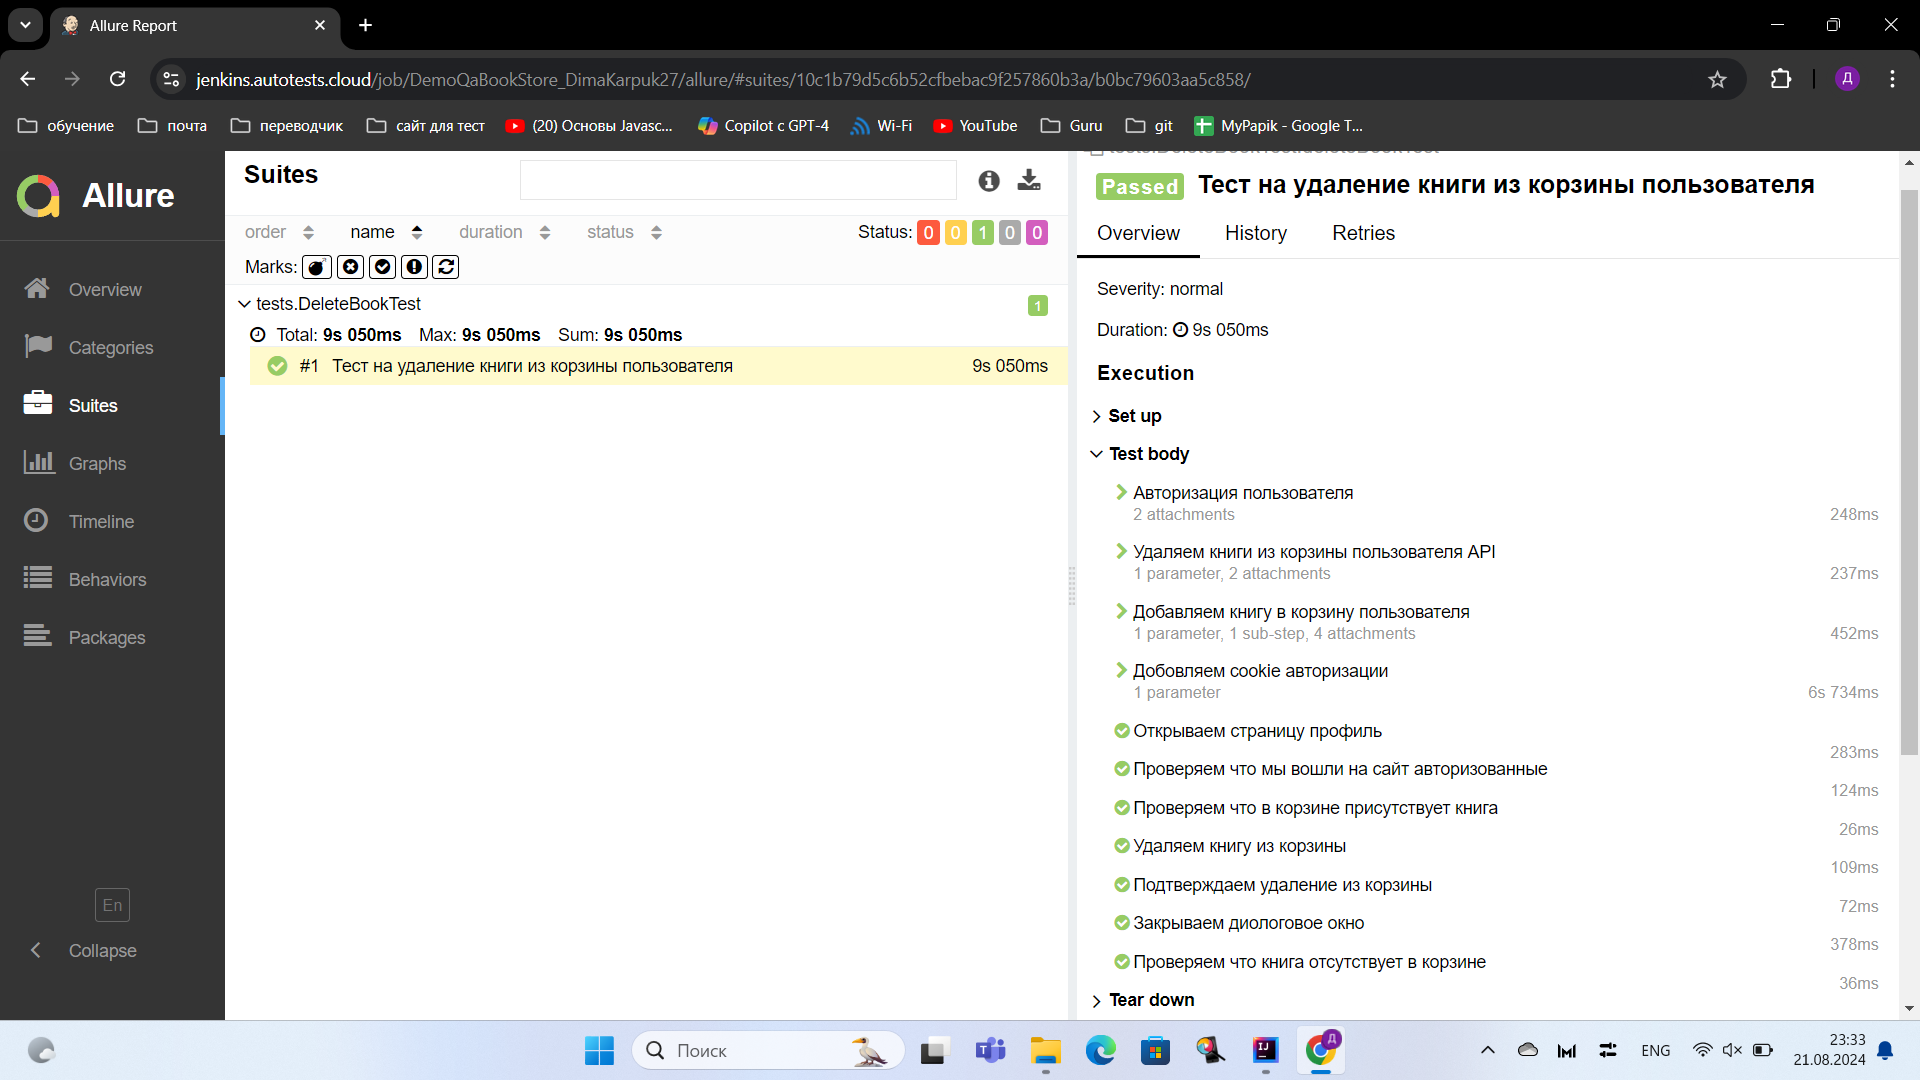 Allure Report
jenkins.autotests.cloud/job/DemoQaBookStore_DimaKarpuk27/allure/#suites/10c1b79d5c6b52cfbebac9f257860b3a/b0bc79603aa5c858/
Д
обучение
почта
переводчик
сайт для тест
(20) Основы Javasc...
Copilot с GPT-4
Wi-Fi
YouTube
Guru
git
MyPapik - Google T...
Allure
Overview
Categories
Suites
Graphs
Timeline
Behaviors
Packages
En
Collapse
Suites
order
name
duration
status
Status: 0 0 1 0 0
Marks:
tests.DeleteBookTest
1
Total: 9s 050ms Max: 9s 050ms Sum: 9s 050ms
#1 Тест на удаление книги из корзины пользователя 9s 050ms
tests.DeleteBookTest.deleteBookTest
Passed Тест на удаление книги из корзины пользователя
Overview History Retries
Severity: normal
Duration: 9s 050ms
Execution
Set up
Test body
Авторизация пользователя
2 attachments 248ms
Удаляем книги из корзины пользователя API
1 parameter, 2 attachments 237ms
Добавляем книгу в корзину пользователя
1 parameter, 1 sub-step, 4 attachments 452ms
Добовляем cookie авторизации
1 parameter 6s 734ms
Открываем страницу профиль
283ms
Проверяем что мы вошли на сайт авторизованные
124ms
Проверяем что в корзине присутствует книга
26ms
Удаляем книгу из корзины
109ms
Подтверждаем удаление из корзины
72ms
Закрываем диологовое окно
378ms
Проверяем что книга отсутствует в корзине
36ms
Tear down
Поиск
Д
ENG
23:33
21.08.2024